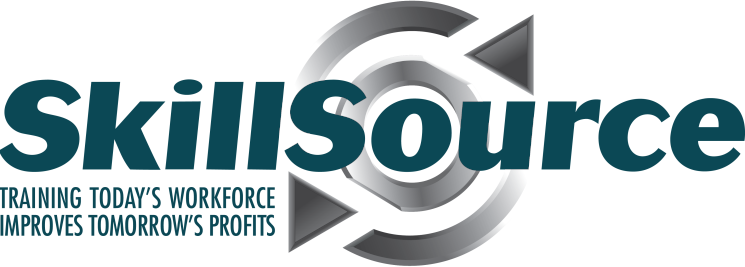 SkillSource
TRAINING TODAY'S WORKFORCE
IMPROVES TOMORROW'S PROFITS